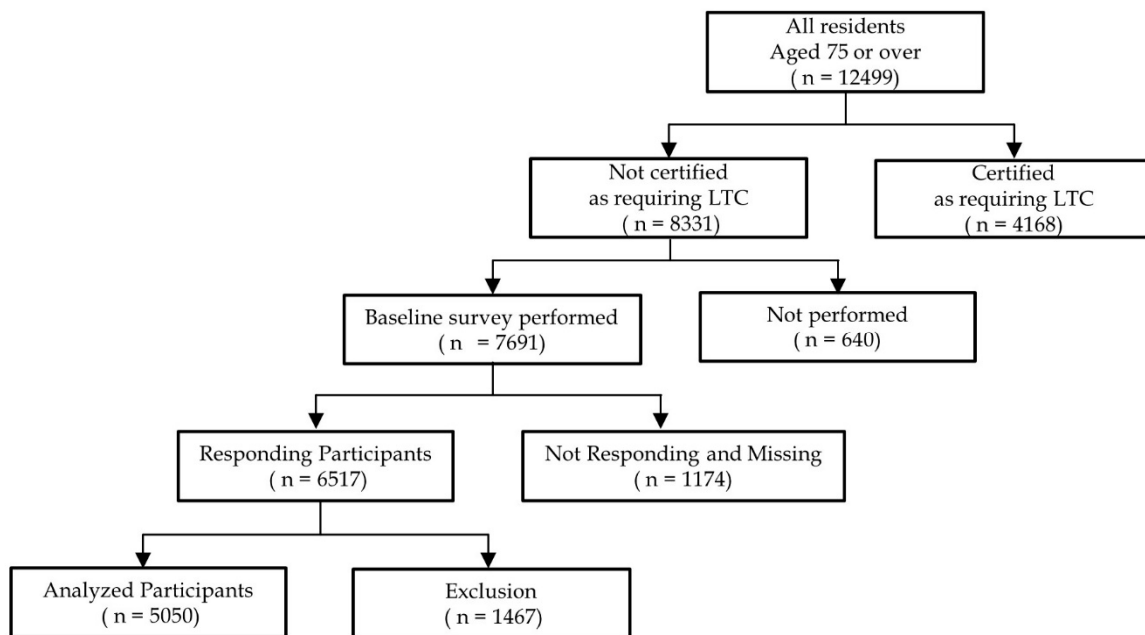 All residents
Aged 75 or over
( n = 12499)
Not certified
as requiring LTC
( n = 8331)
Certified
as requiring LTC
( n = 4168)
Baseline survey performed
( n = 7691)
Not performed
( n = 640)
Responding Participants
( n = 6517)
Not Responding and Missing
( n = 1174)
Analyzed Participants
( n = 5050)
Exclusion
( n = 1467)